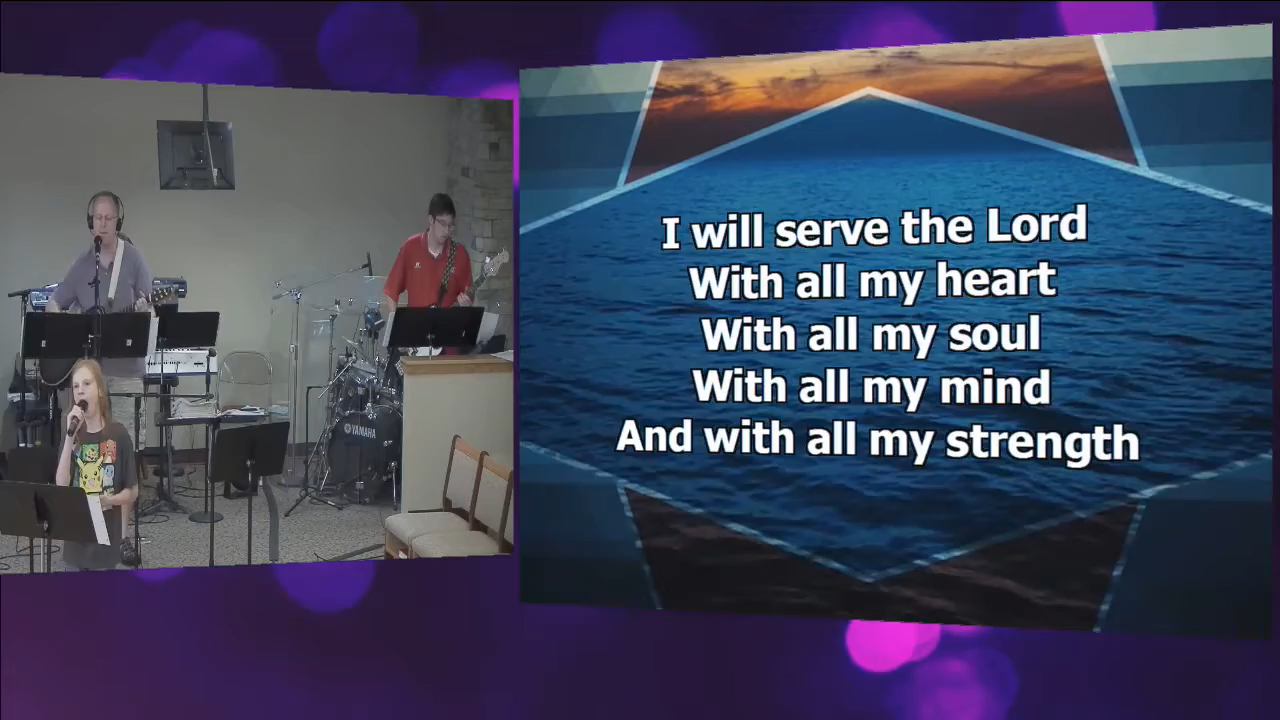 I will serve the Lord
With all my heart
With all my soul
With all my mind
And with all my strength
YAMAHA